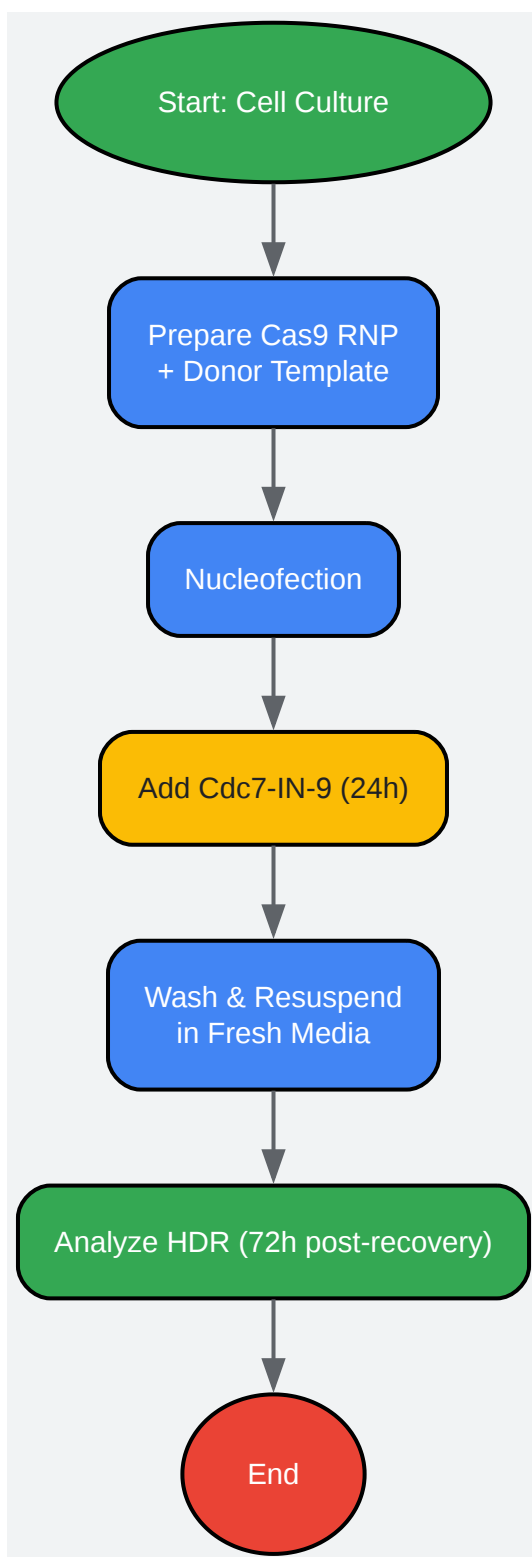 Start: Cell Culture
Prepare Cas9 RNP
+ Donor Template
Nucleofection
Add Cdc7-IN-9 (24h)
Wash & Resuspend
in Fresh Media
Analyze HDR (72h post-recovery)
End